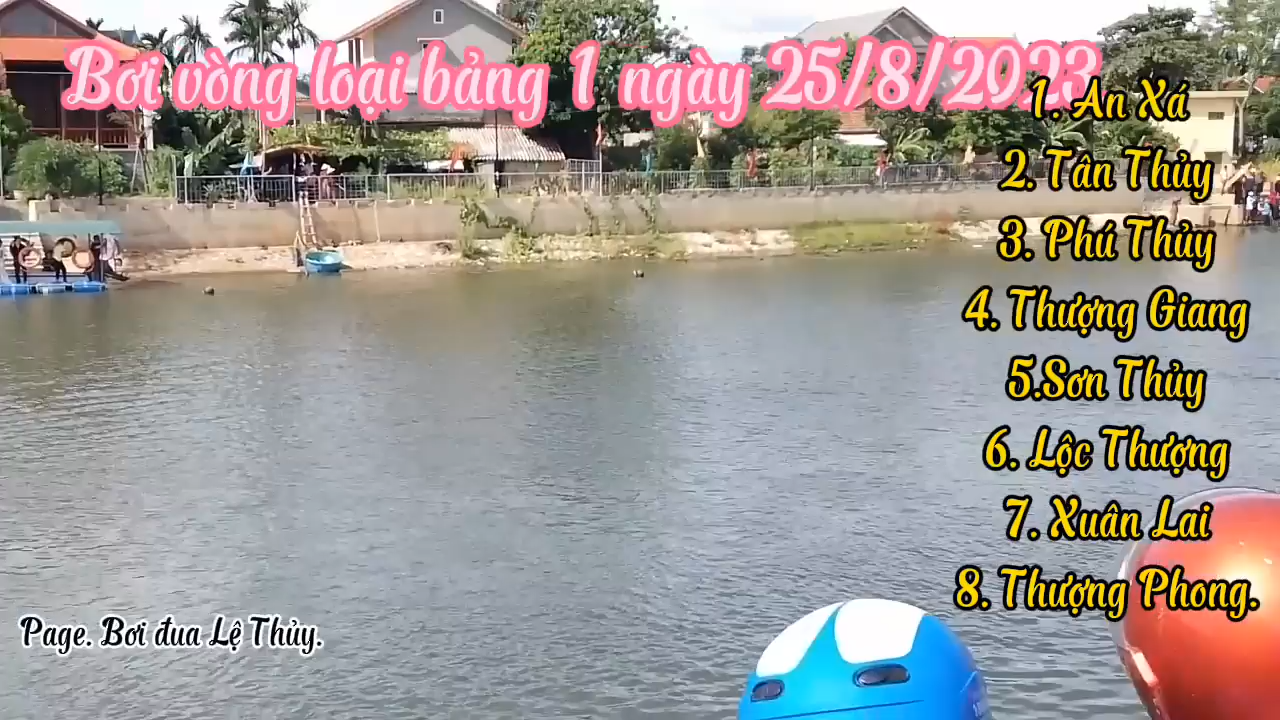 Bơi vòng loại bảng 1 ngày 25/8/2023
1. An Xá
2. Tân Thủy
3. Phú Thủy
4. Thượng Giang
5.Sơn Thủy
6. Lộc Thượng
7. Xuân Lai
8. Thượng Phong.
Page. Bơi đua Lệ Thủy.